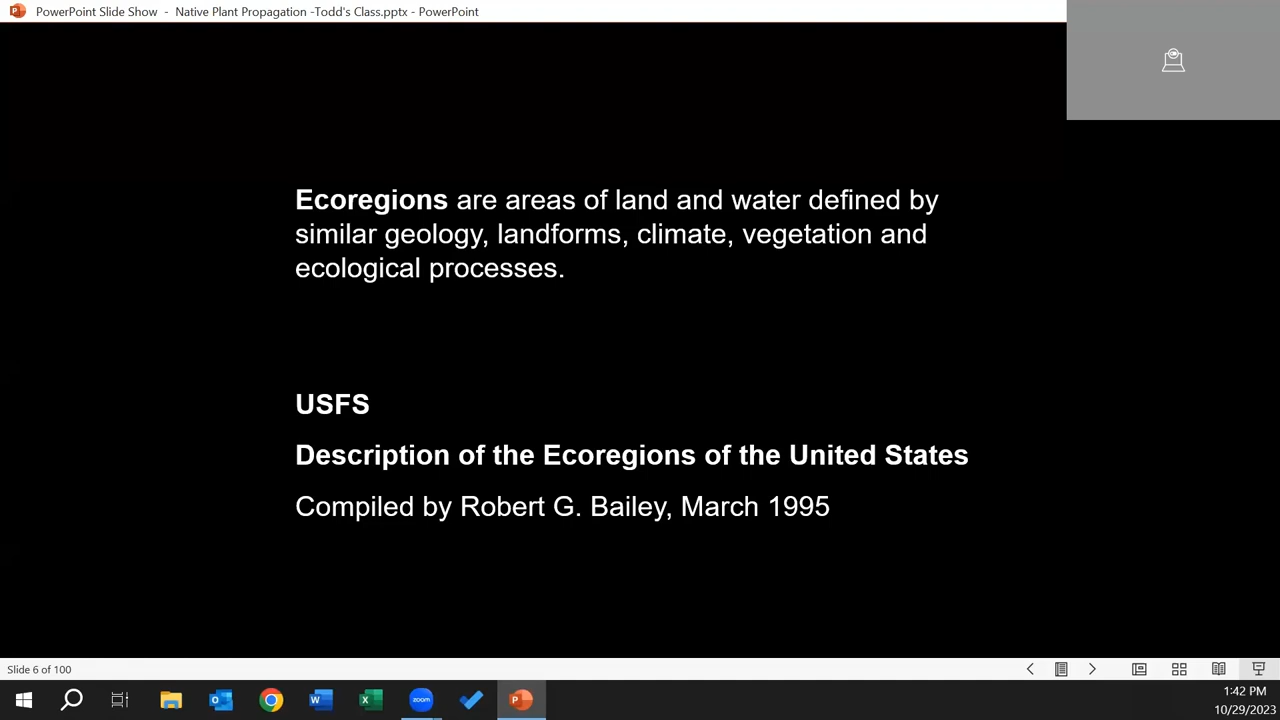 PowerPoint Slide Show - Native Plant Propagation -Todd's Class.pptx - PowerPoint
Ecoregions are areas of land and water defined by
similar geology, landforms, climate, vegetation and
ecological processes.
USFS
Description of the Ecoregions of the United States
Compiled by Robert G. Bailey, March 1995
Slide 6 of 100
zoom
1:42 PM
10/29/2023